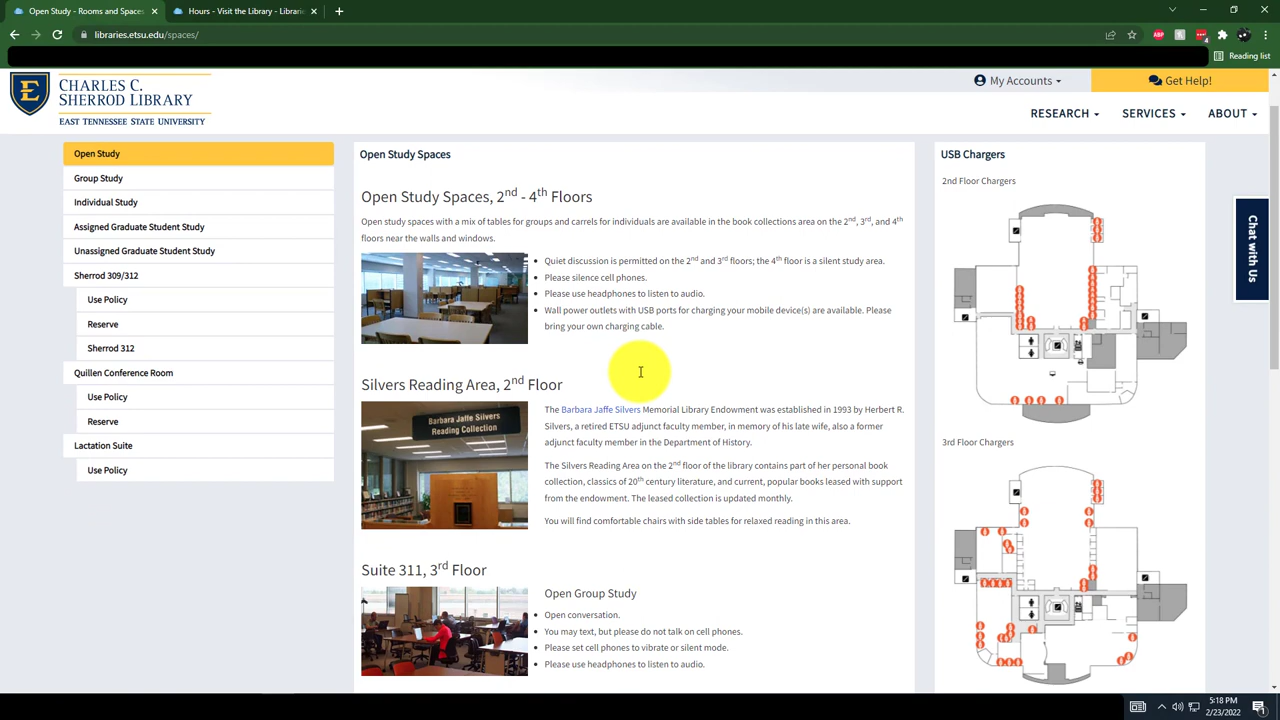 Open Study - Rooms and Spaces -
Hours - Visit the Library - Librarie
libraries.etsu.edu/spaces/
Reading list
CHARLES C.
SHERROD LIBRARY
EAST TENNESSEE STATE UNIVERSITY
My Accounts
Get Help!
RESEARCH
SERVICES
ABOUT
Open Study
Group Study
Individual Study
Assigned Graduate Student Study
Unassigned Graduate Student Study
Sherrod 309/312
Use Policy
Reserve
Sherrod 312
Quillen Conference Room
Use Policy
Reserve
Lactation Suite
Use Policy
Open Study Spaces
Open Study Spaces, 2nd - 4th Floors
Open study spaces with a mix of tables for groups and carrels for individuals are available in the book collections area on the 2nd, 3rd, and 4th
floors near the walls and windows.
Quiet discussion is permitted on the 2nd and 3rd floors; the 4th floor is a silent study area.
Please silence cell phones.
Please use headphones to listen to audio.
Wall power outlets with USB ports for charging your mobile device(s) are available. Please
bring your own charging cable.
Silvers Reading Area, 2nd Floor
BARBARA JAFFE SILVERS
Reading Collection
The Barbara Jaffe Silvers Memorial Library Endowment was established in 1993 by Herbert R.
Silvers, a retired ETSU adjunct faculty member, in memory of his late wife, also a former
adjunct faculty member in the Department of History.
The Silvers Reading Area on the 2nd floor of the library contains part of her personal book
collection, classics of 20th century literature, and current, popular books leased with support
from the endowment. The leased collection is updated monthly.
You will find comfortable chairs with side tables for relaxed reading in this area.
Suite 311, 3rd Floor
Open Group Study
Open conversation.
You may text, but please do not talk on cell phones.
Please set cell phones to vibrate or silent mode.
Please use headphones to listen to audio.
USB Chargers
2nd Floor Chargers
3rd Floor Chargers
Chat with Us
5:18 PM
2/23/2022